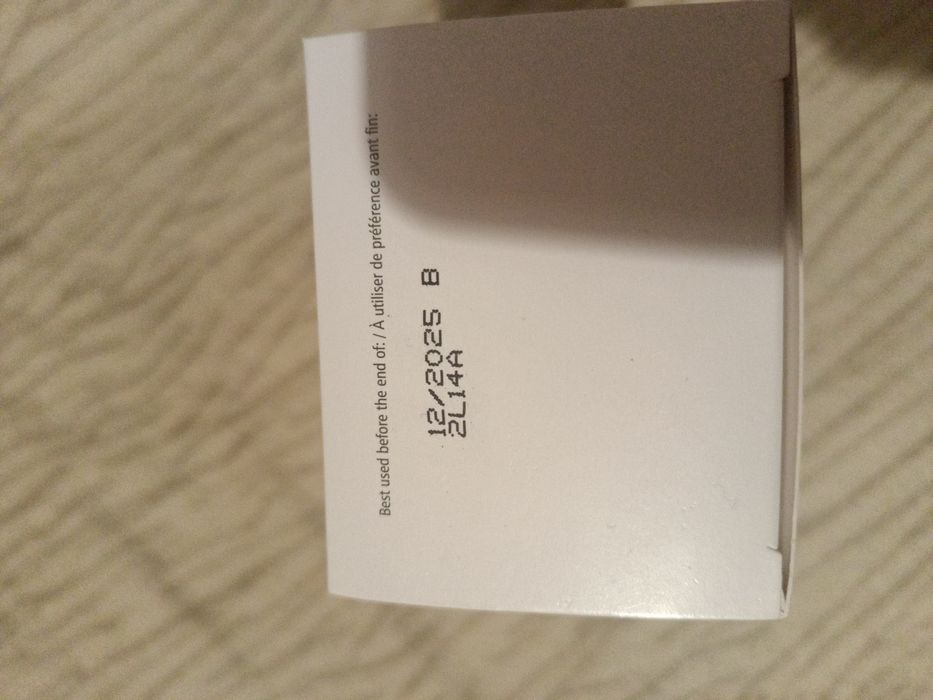 Best used before the end of: / À utiliser de préférence avant fin:
12/2025 B
2L14A